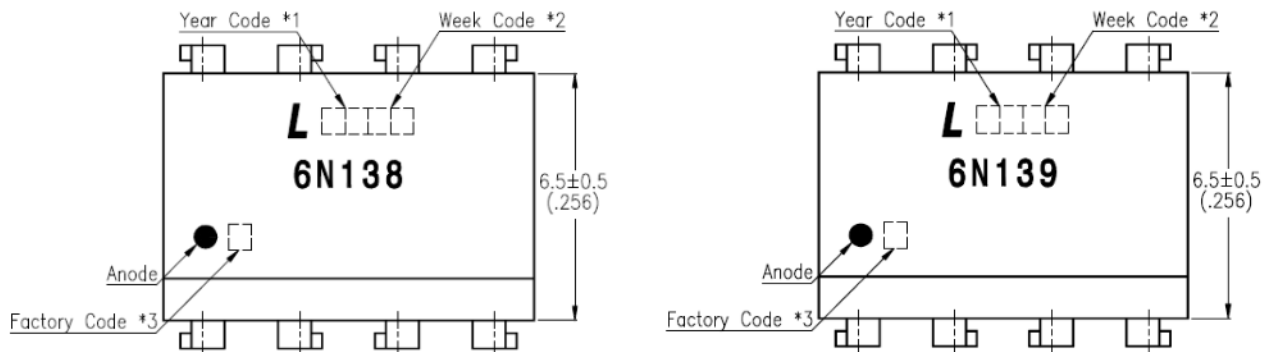 Year Code *1
Week Code *2
L
6N138
6.5±0.5
(.256)
Anode
Factory Code *3
Year Code *1
Week Code *2
L
6N139
6.5±0.5
(.256)
Anode
Factory Code *3